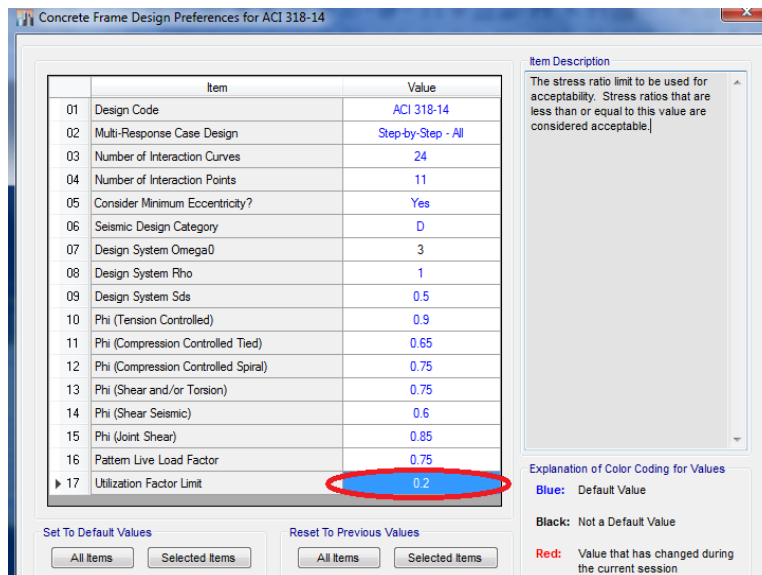 Concrete Frame Design Preferences for ACI 318-14
Item Value
01 Design Code ACI 318-14
02 Multi-Response Case Design Step-by-Step - All
03 Number of Interaction Curves 24
04 Number of Interaction Points 11
05 Consider Minimum Eccentricity? Yes
06 Seismic Design Category D
07 Design System Omega0 3
08 Design System Rho 1
09 Design System Sds 0.5
10 Phi (Tension Controlled) 0.9
11 Phi (Compression Controlled Tied) 0.65
12 Phi (Compression Controlled Spiral) 0.75
13 Phi (Shear and/or Torsion) 0.75
14 Phi (Shear Seismic) 0.6
15 Phi (Joint Shear) 0.85
16 Pattern Live Load Factor 0.75
17 Utilization Factor Limit 0.2
Item Description
The stress ratio limit to be used for
acceptability. Stress ratios that are
less than or equal to this value are
considered acceptable.
Explanation of Color Coding for Values
Blue: Default Value
Black: Not a Default Value
Red: Value that has changed during
the current session
Set To Default Values
All Items Selected Items
Reset To Previous Values
All Items Selected Items